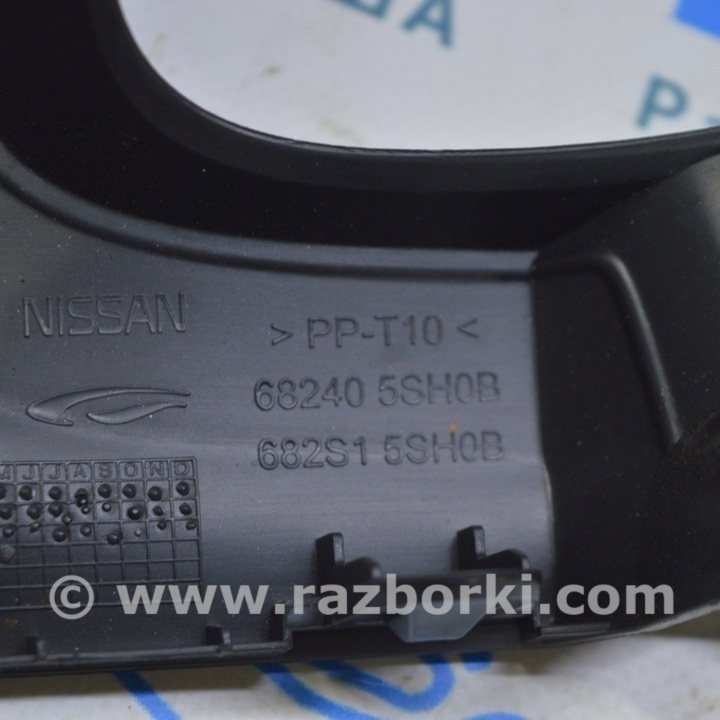 NISSAN
> PP-T10 <
68240 5SH0B
682S1 5SH0B
M J J A S O N D
© www.razborki.com